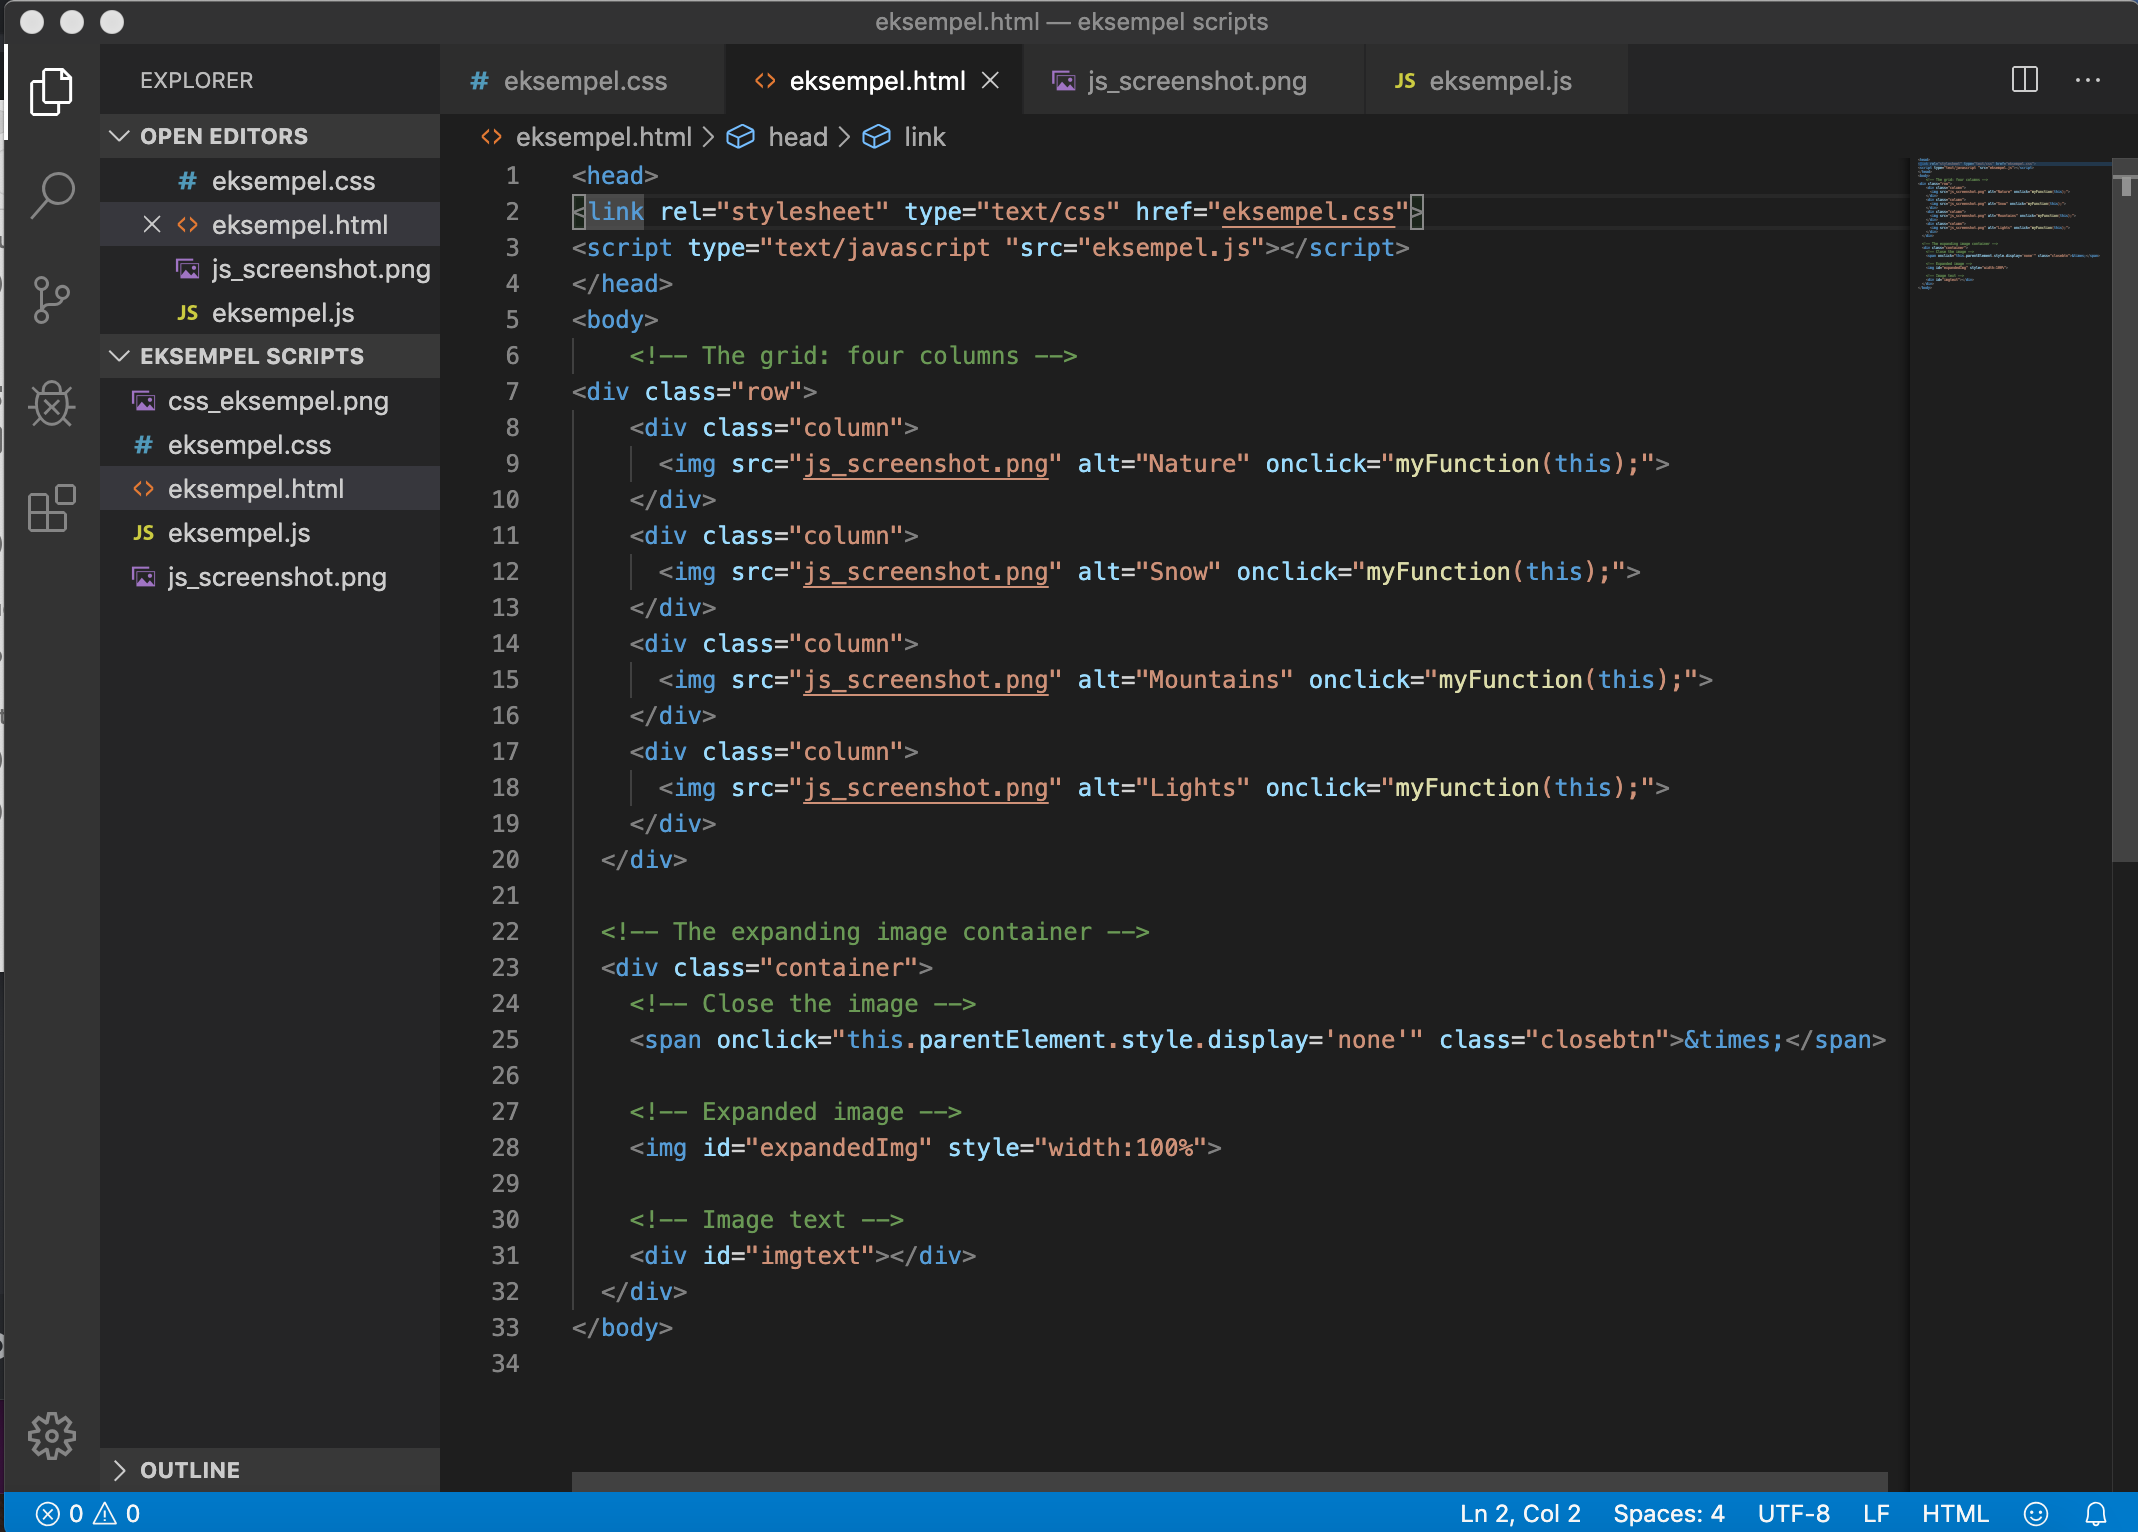 eksempel.html — eksempel scripts
EXPLORER
OPEN EDITORS
# eksempel.css
eksempel.html
js_screenshot.png
JS eksempel.js
EKSEMPEL SCRIPTS
css_eksempel.png
# eksempel.css
eksempel.html
JS eksempel.js
js_screenshot.png
OUTLINE
# eksempel.css
<> eksempel.html
js_screenshot.png
JS eksempel.js
<> eksempel.html > head > link
1 <head>
2 <link rel="stylesheet" type="text/css" href="eksempel.css">
3 <script type="text/javascript "src="eksempel.js"></script>
4 </head>
5 <body>
6 <!-- The grid: four columns -->
7 <div class="row">
8 <div class="column">
9 <img src="js_screenshot.png" alt="Nature" onclick="myFunction(this);">
10 </div>
11 <div class="column">
12 <img src="js_screenshot.png" alt="Snow" onclick="myFunction(this);">
13 </div>
14 <div class="column">
15 <img src="js_screenshot.png" alt="Mountains" onclick="myFunction(this);">
16 </div>
17 <div class="column">
18 <img src="js_screenshot.png" alt="Lights" onclick="myFunction(this);">
19 </div>
20 </div>
21
22 <!-- The expanding image container -->
23 <div class="container">
24 <!-- Close the image -->
25 <span onclick="this.parentElement.style.display='none'" class="closebtn">&times;</span>
26
27 <!-- Expanded image -->
28 <img id="expandedImg" style="width:100%">
29
30 <!-- Image text -->
31 <div id="imgtext"></div>
32 </div>
33 </body>
34
0 0 Ln 2, Col 2 Spaces: 4 UTF-8 LF HTML